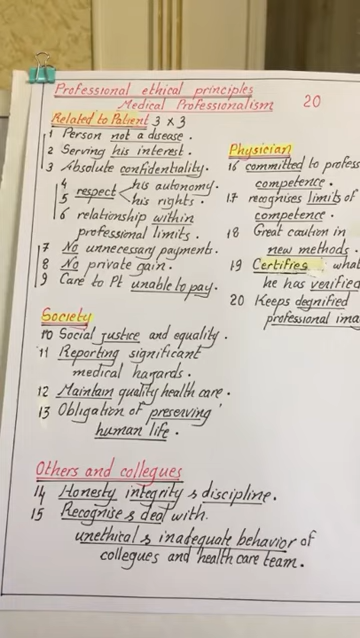 Professional ethical principles
Medical Professionalism 20
Related to Patient 3 x 3
1 Person not a disease.
2 Serving his interest.
3 Absolute confidentiality.
4 respect his autonomy.
5 his rights.
6 relationship within
professional limits.
7 No unnecessary payments.
8 No private gain.
9 Care to Pt unable to pay.
Society
10 Social justice and equality.
11 Reporting significant
medical hazards.
12 Maintain quality health care.
13 Obligation of preserving
human life.
Others and collegues
14 Honesty integrity & discipline.
15 Recognise & deal with
unethical & inadequate behavior of
collegues and health care team.
Physician
16 committed to profess
competence.
17 recognises limits of
competence.
18 Great caution in
new methods.
19 Certifies what
he has verified
20 Keeps degnified
professional ima